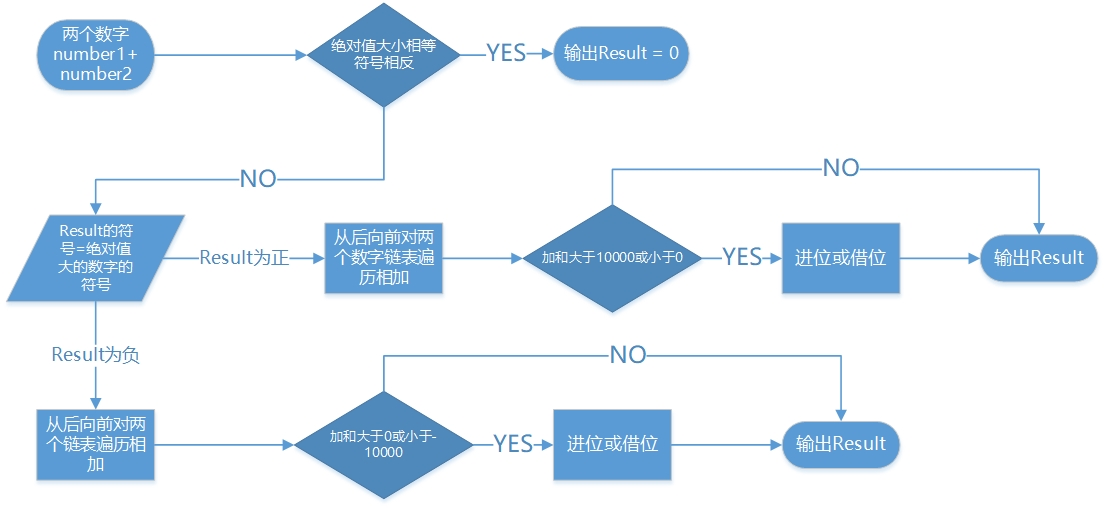 两个数字
number1+
number2
绝对值大小相等
符号相反
YES
输出Result = 0
NO
Result的符
号=绝对值
大的数字的
符号
Result为正
从后向前对两
个数字链表遍
历相加
加和大于10000或小于0
YES
进位或借位
输出Result
NO
Result为负
从后向前对两
个链表遍历相
加
加和大于0或小于-
10000
YES
进位或借位
输出Result
NO